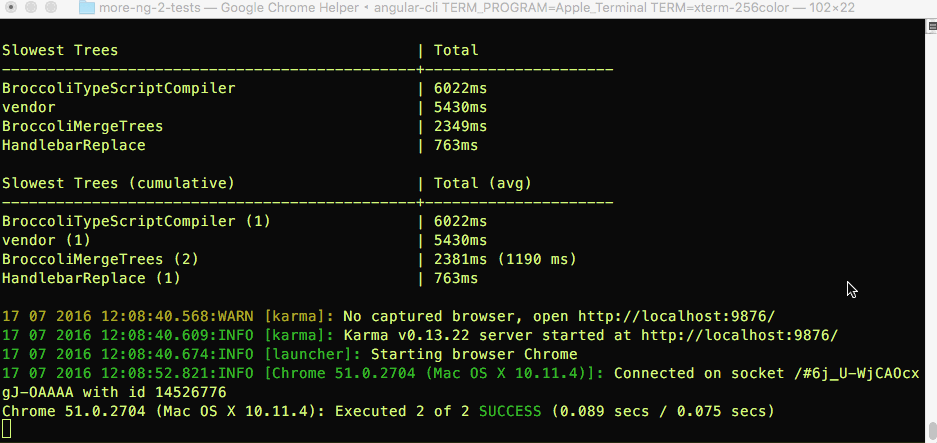 more-ng-2-tests — Google Chrome Helper • angular-cli TERM_PROGRAM=Apple_Terminal TERM=xterm-256color — 102×22
Slowest Trees | Total
----------------------------------------------+---------------------
BroccoliTypeScriptCompiler | 6022ms
vendor | 5430ms
BroccoliMergeTrees | 2349ms
HandlebarReplace | 763ms
Slowest Trees (cumulative) | Total (avg)
----------------------------------------------+---------------------
BroccoliTypeScriptCompiler (1) | 6022ms
vendor (1) | 5430ms
BroccoliMergeTrees (2) | 2381ms (1190 ms)
HandlebarReplace (1) | 763ms
17 07 2016 12:08:40.568:WARN [karma]: No captured browser, open http://localhost:9876/
17 07 2016 12:08:40.609:INFO [karma]: Karma v0.13.22 server started at http://localhost:9876/
17 07 2016 12:08:40.674:INFO [launcher]: Starting browser Chrome
17 07 2016 12:08:52.821:INFO [Chrome 51.0.2704 (Mac OS X 10.11.4)]: Connected on socket /#6j_U-WjCAOcx
gJ-OAAAA with id 14526776
Chrome 51.0.2704 (Mac OS X 10.11.4): Executed 2 of 2 SUCCESS (0.089 secs / 0.075 secs)